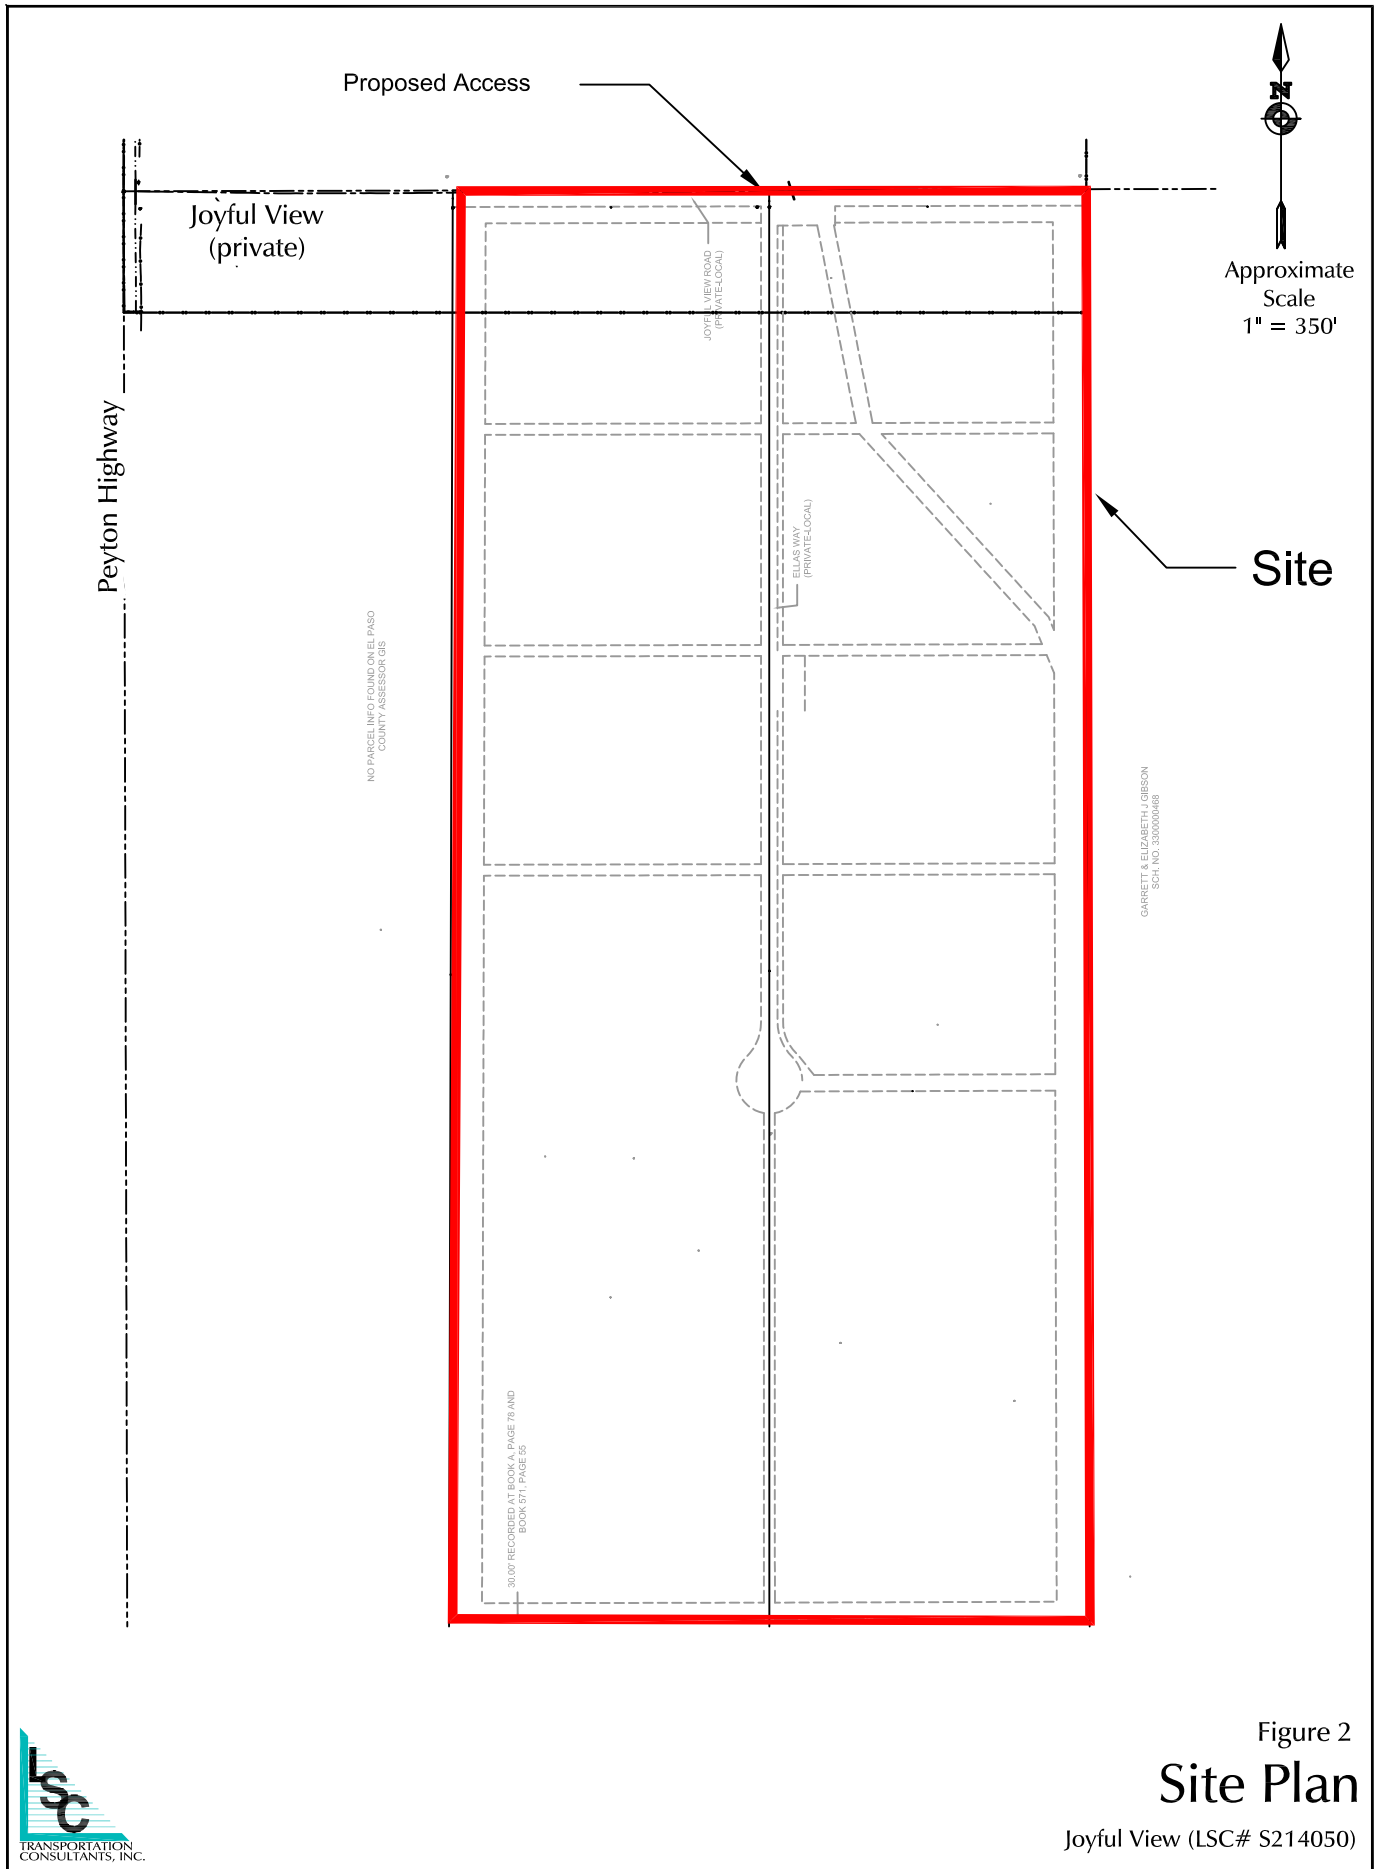 Proposed Access
N
Joyful View
(private)
Approximate
Scale
1" = 350'
JOYFUL VIEW ROAD
(PRIVATE-LOCAL)
Peyton Highway
ELLAS WAY
(PRIVATE-LOCAL)
Site
NO PARCEL INFO FOUND ON EL PASO
COUNTY ASSESSOR GIS
GARRETT & ELIZABETH J GIBSON
SCH. NO. 3300000468
30.00' RECORDED AT BOOK A, PAGE 78 AND
BOOK 571, PAGE 55
Figure 2
Site Plan
Joyful View (LSC# S214050)
LSC
TRANSPORTATION
CONSULTANTS, INC.